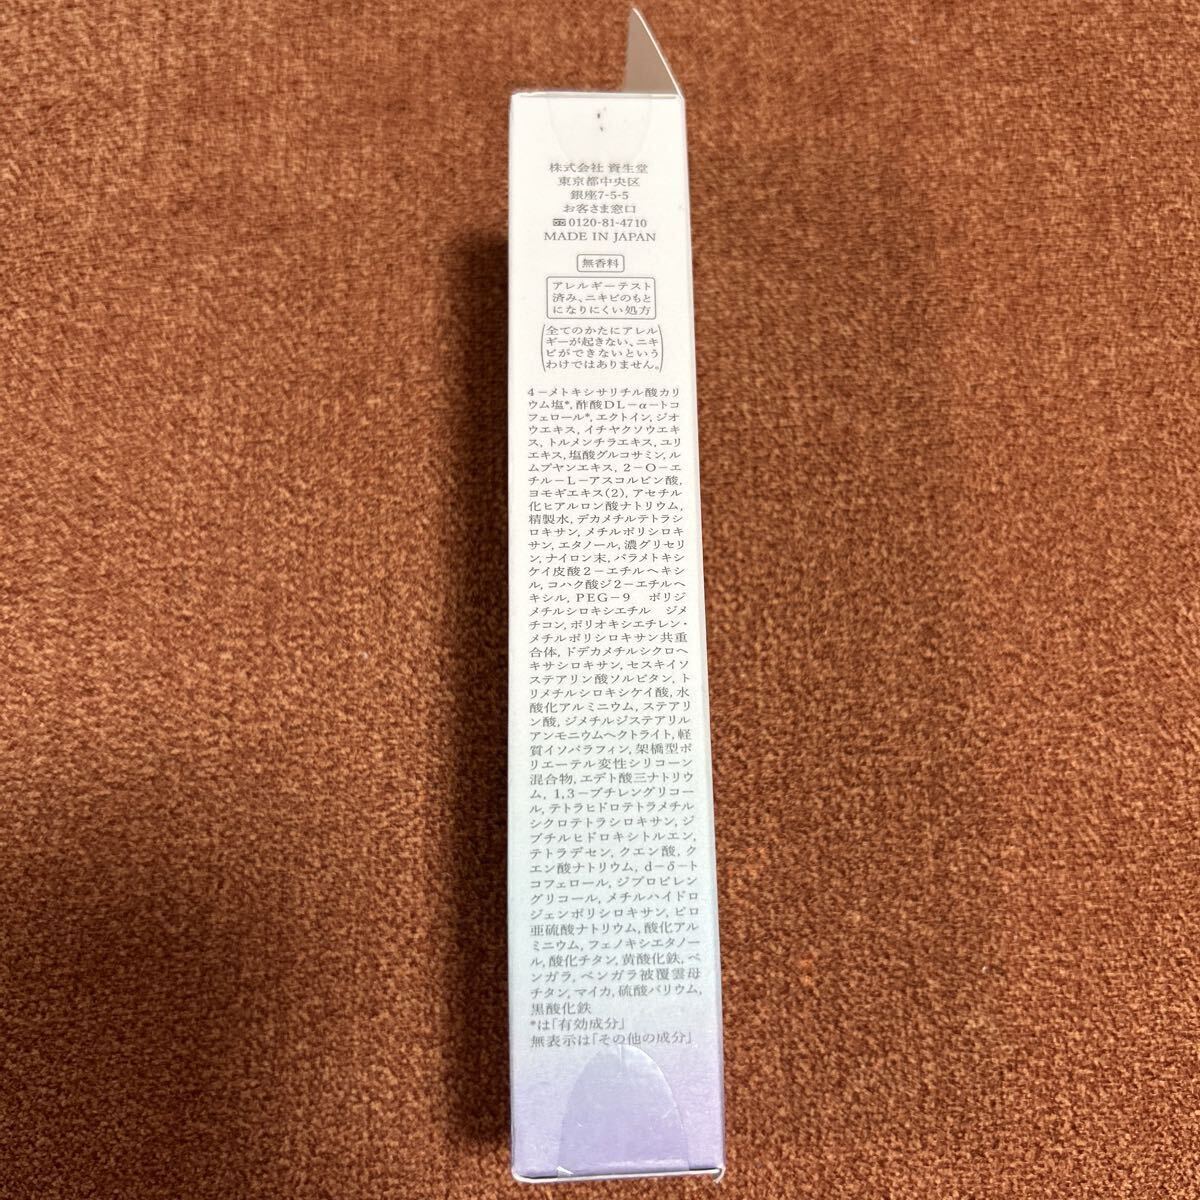 株式会社 資生堂
東京都中央区
銀座7-5-5
お客さま窓口
0120-81-4710
MADE IN JAPAN
無香料
アレルギーテスト
済み、ニキビのもと
になりにくい処方
(全てのかたにアレル
ギーが起きない、ニキ
ビができないという
わけではありません。)
4−メトキシサリチル酸カリ
ウム塩*, 酢酸DL−α−トコ
フェロール*, エクトイン, ジオ
ウエキス, イチヤクソウエキ
ス, トルメンチラエキス, ユリ
エキス, 塩酸グルコサミン, ル
ムプヤンエキス, 2−O−エ
チル−L−アスコルビン酸,
ヨモギエキス(2), アセチル
化ヒアルロン酸ナトリウム,
精製水, デカメチルテトラシ
ロキサン, メチルポリシロキ
サン, エタノール, 濃グリセリ
ン, ナイロン末, パラメトキシ
ケイ皮酸2−エチルヘキシ
ル, コハク酸ジ2−エチルヘ
キシル, PEG−9 ポリジ
メチルシロキシエチル ジメ
チコン, ポリオキシエチレン・
メチルポリシロキサン共重
合体, ドデカメチルシクロヘ
キサシロキサン, セスキイソ
ステアリン酸ソルビタン, ト
リメチルシロキシケイ酸, 水
酸化アルミニウム, ステアリ
ン酸, ジメチルジステアリル
アンモニウムヘクトライト, 軽
質イソパラフィン, 架橋型ポ
リエーテル変性シリコーン
混合物, エデト酸三ナトリウ
ム, 1,3−ブチレングリコー
ル, テトラヒドロテトラメチル
シクロテトラシロキサン, ジ
ブチルヒドロキシトルエン,
テトラデセン, クエン酸, ク
エン酸ナトリウム, d−δ−ト
コフェロール, ジプロピレン
グリコール, メチルハイドロ
ジェンポリシロキサン, ピロ
亜硫酸ナトリウム, 酸化アル
ミニウム, フェノキシエタノー
ル, 酸化チタン, 黄酸化鉄, ベ
ンガラ, ベンガラ被覆雲母
チタン, マイカ, 硫酸バリウム,
黒酸化鉄
*は「有効成分」
無表示は「その他の成分」